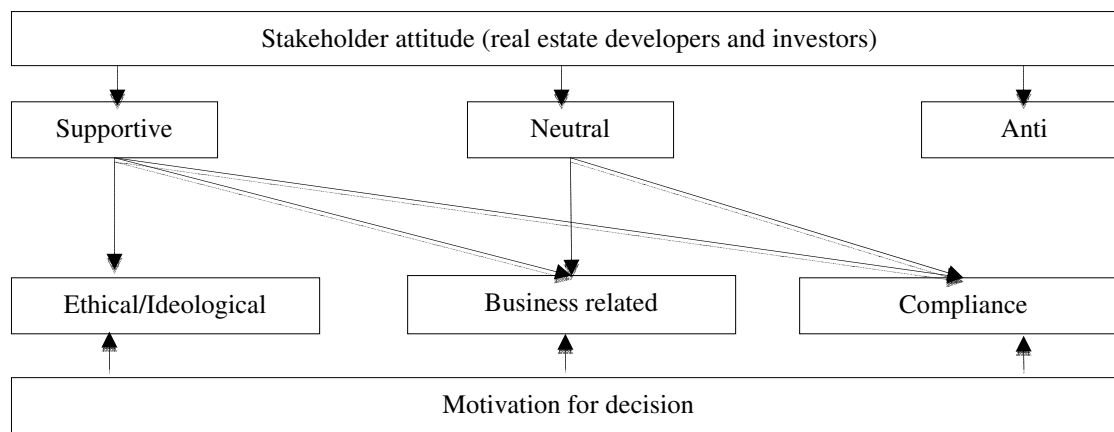 Stakeholder attitude (real estate developers and investors)
Supportive
Neutral
Anti
Ethical/Ideological
Business related
Compliance
Motivation for decision